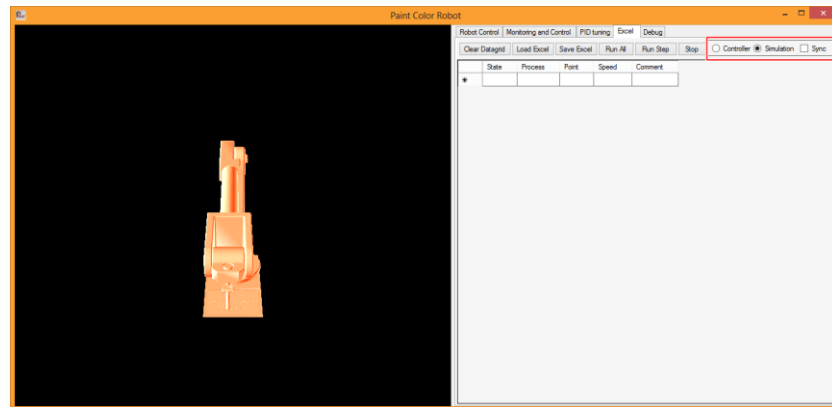 Paint Color Robot
Robot Control Monitoring and Control PID tuning Excel Debug
Clear Datagrid Load Excel Save Excel Run All Run Step Stop Controller Simulation Sync
State Process Point Speed Comment